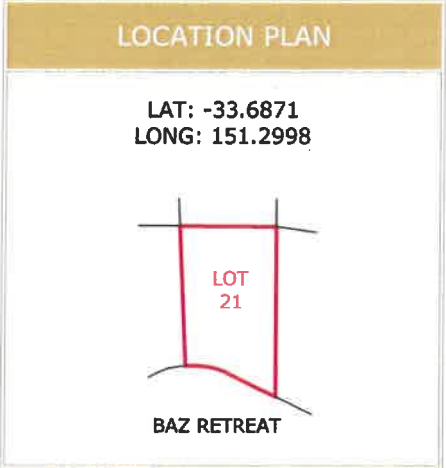 LOCATION PLAN
LAT: -33.6871
LONG: 151.2998
LOT
21
BAZ RETREAT